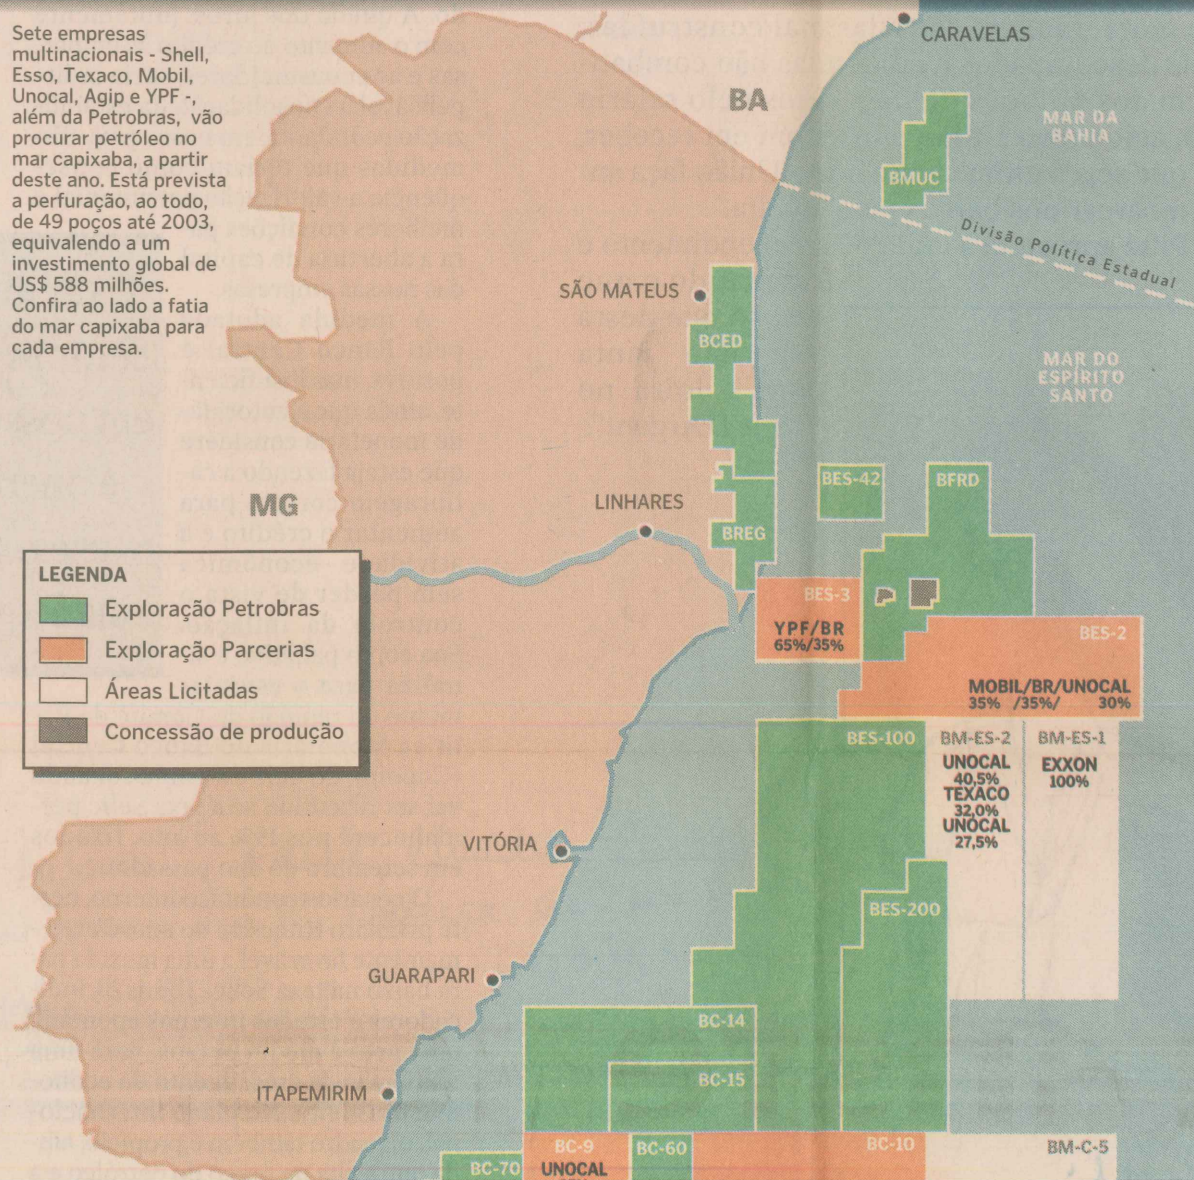 Sete empresas
multinacionais - Shell,
Esso, Texaco, Mobil,
Unocal, Agip e YPF -,
além da Petrobras, vão
procurar petróleo no
mar capixaba, a partir
deste ano. Está prevista
a perfuração, ao todo,
de 49 poços até 2003,
equivalendo a um
investimento global de
US$ 588 milhões.
Confira ao lado a fatia
do mar capixaba para
cada empresa.
CARAVELAS
BA
MAR DA
BAHIA
BMUC
Divisão Política Estadual
SÃO MATEUS
BCED
MAR DO
ESPÍRITO
SANTO
MG
LINHARES
BES-42
BFRD
BREG
LEGENDA
Exploração Petrobras
Exploração Parcerias
Áreas Licitadas
Concessão de produção
BES-3
YPF/BR
65%/35%
BES-2
MOBIL/BR/UNOCAL
35% /35%/ 30%
BES-100
BM-ES-2
UNOCAL
40,5%
TEXACO
32,0%
UNOCAL
27,5%
BM-ES-1
EXXON
100%
VITÓRIA
BES-200
GUARAPARI
BC-14
BC-15
ITAPEMIRIM
BC-70
BC-9
UNOCAL
BC-60
BC-10
BM-C-5